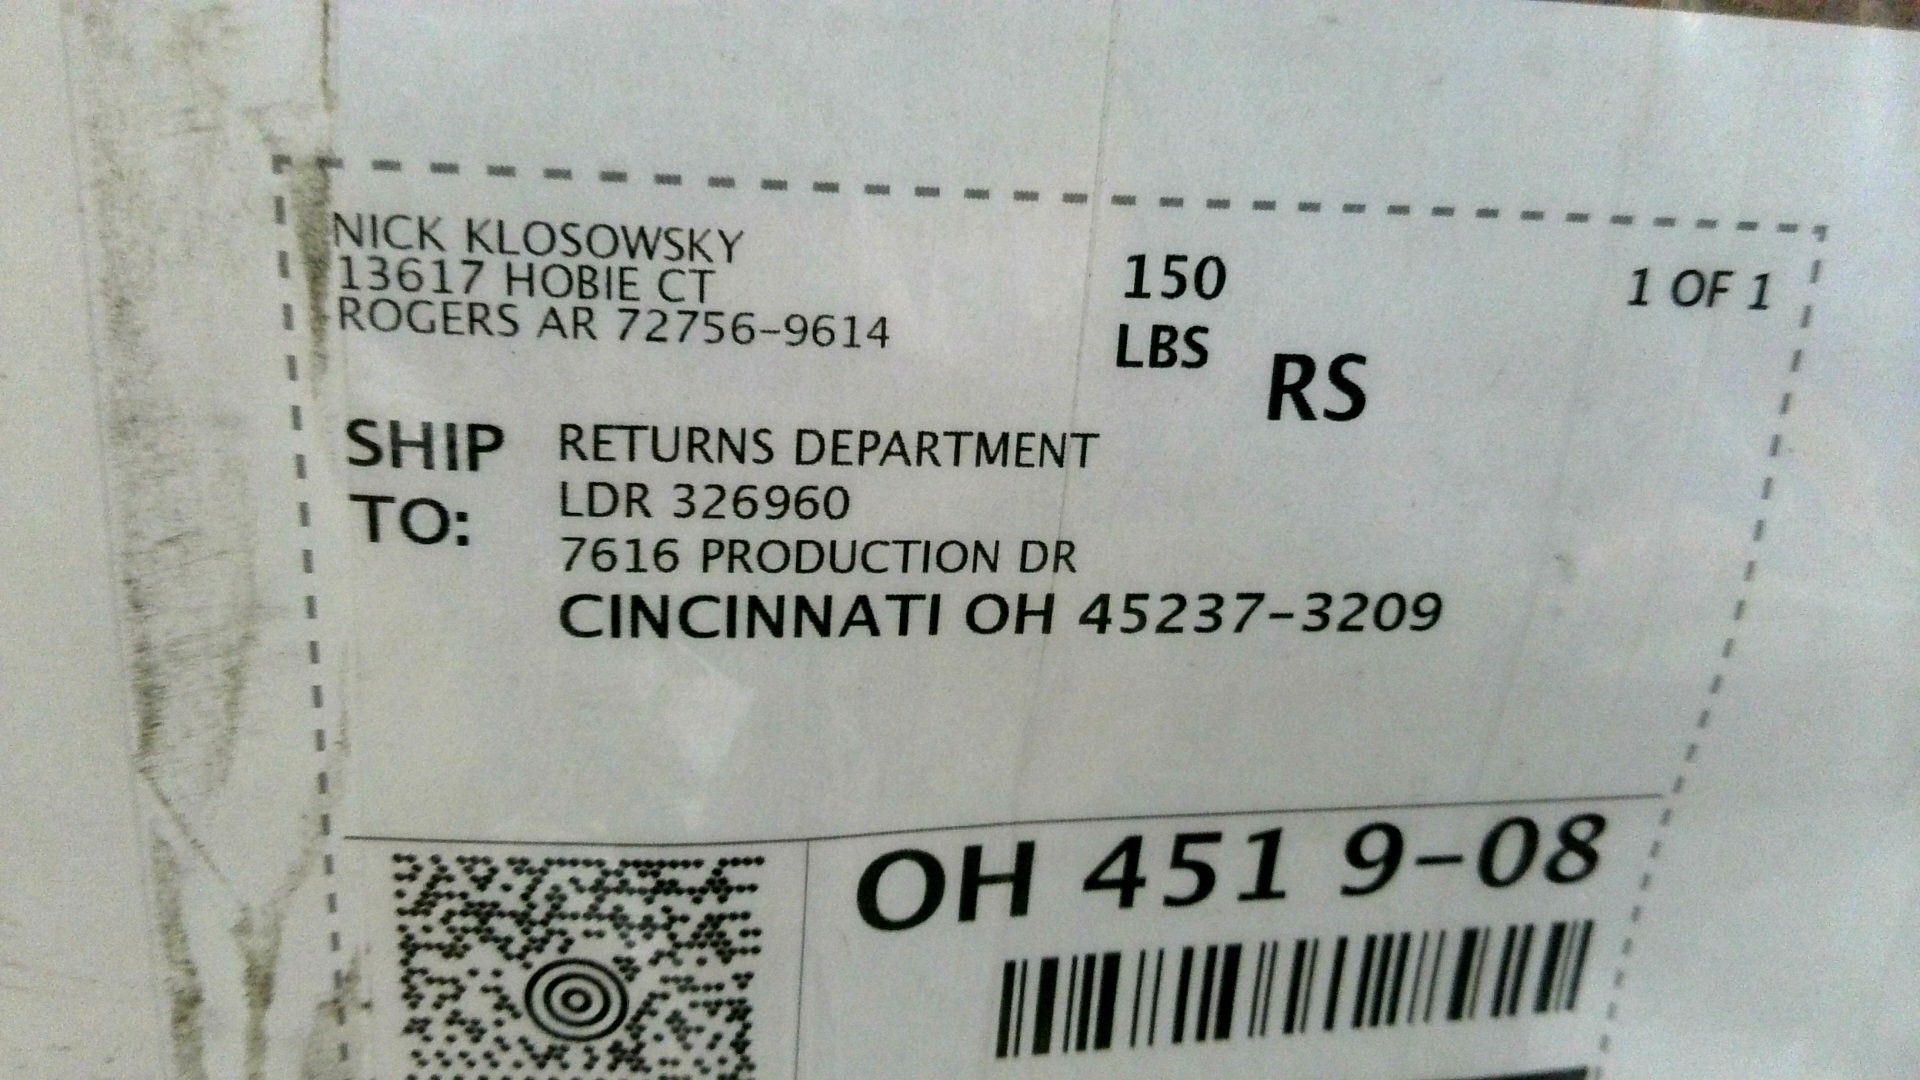 NICK KLOSOWSKY
13617 HOBIE CT
ROGERS AR 72756-9614
150
LBS
RS
1 OF 1
SHIP
TO:
RETURNS DEPARTMENT
LDR 326960
7616 PRODUCTION DR
CINCINNATI OH 45237-3209
OH 451 9-08